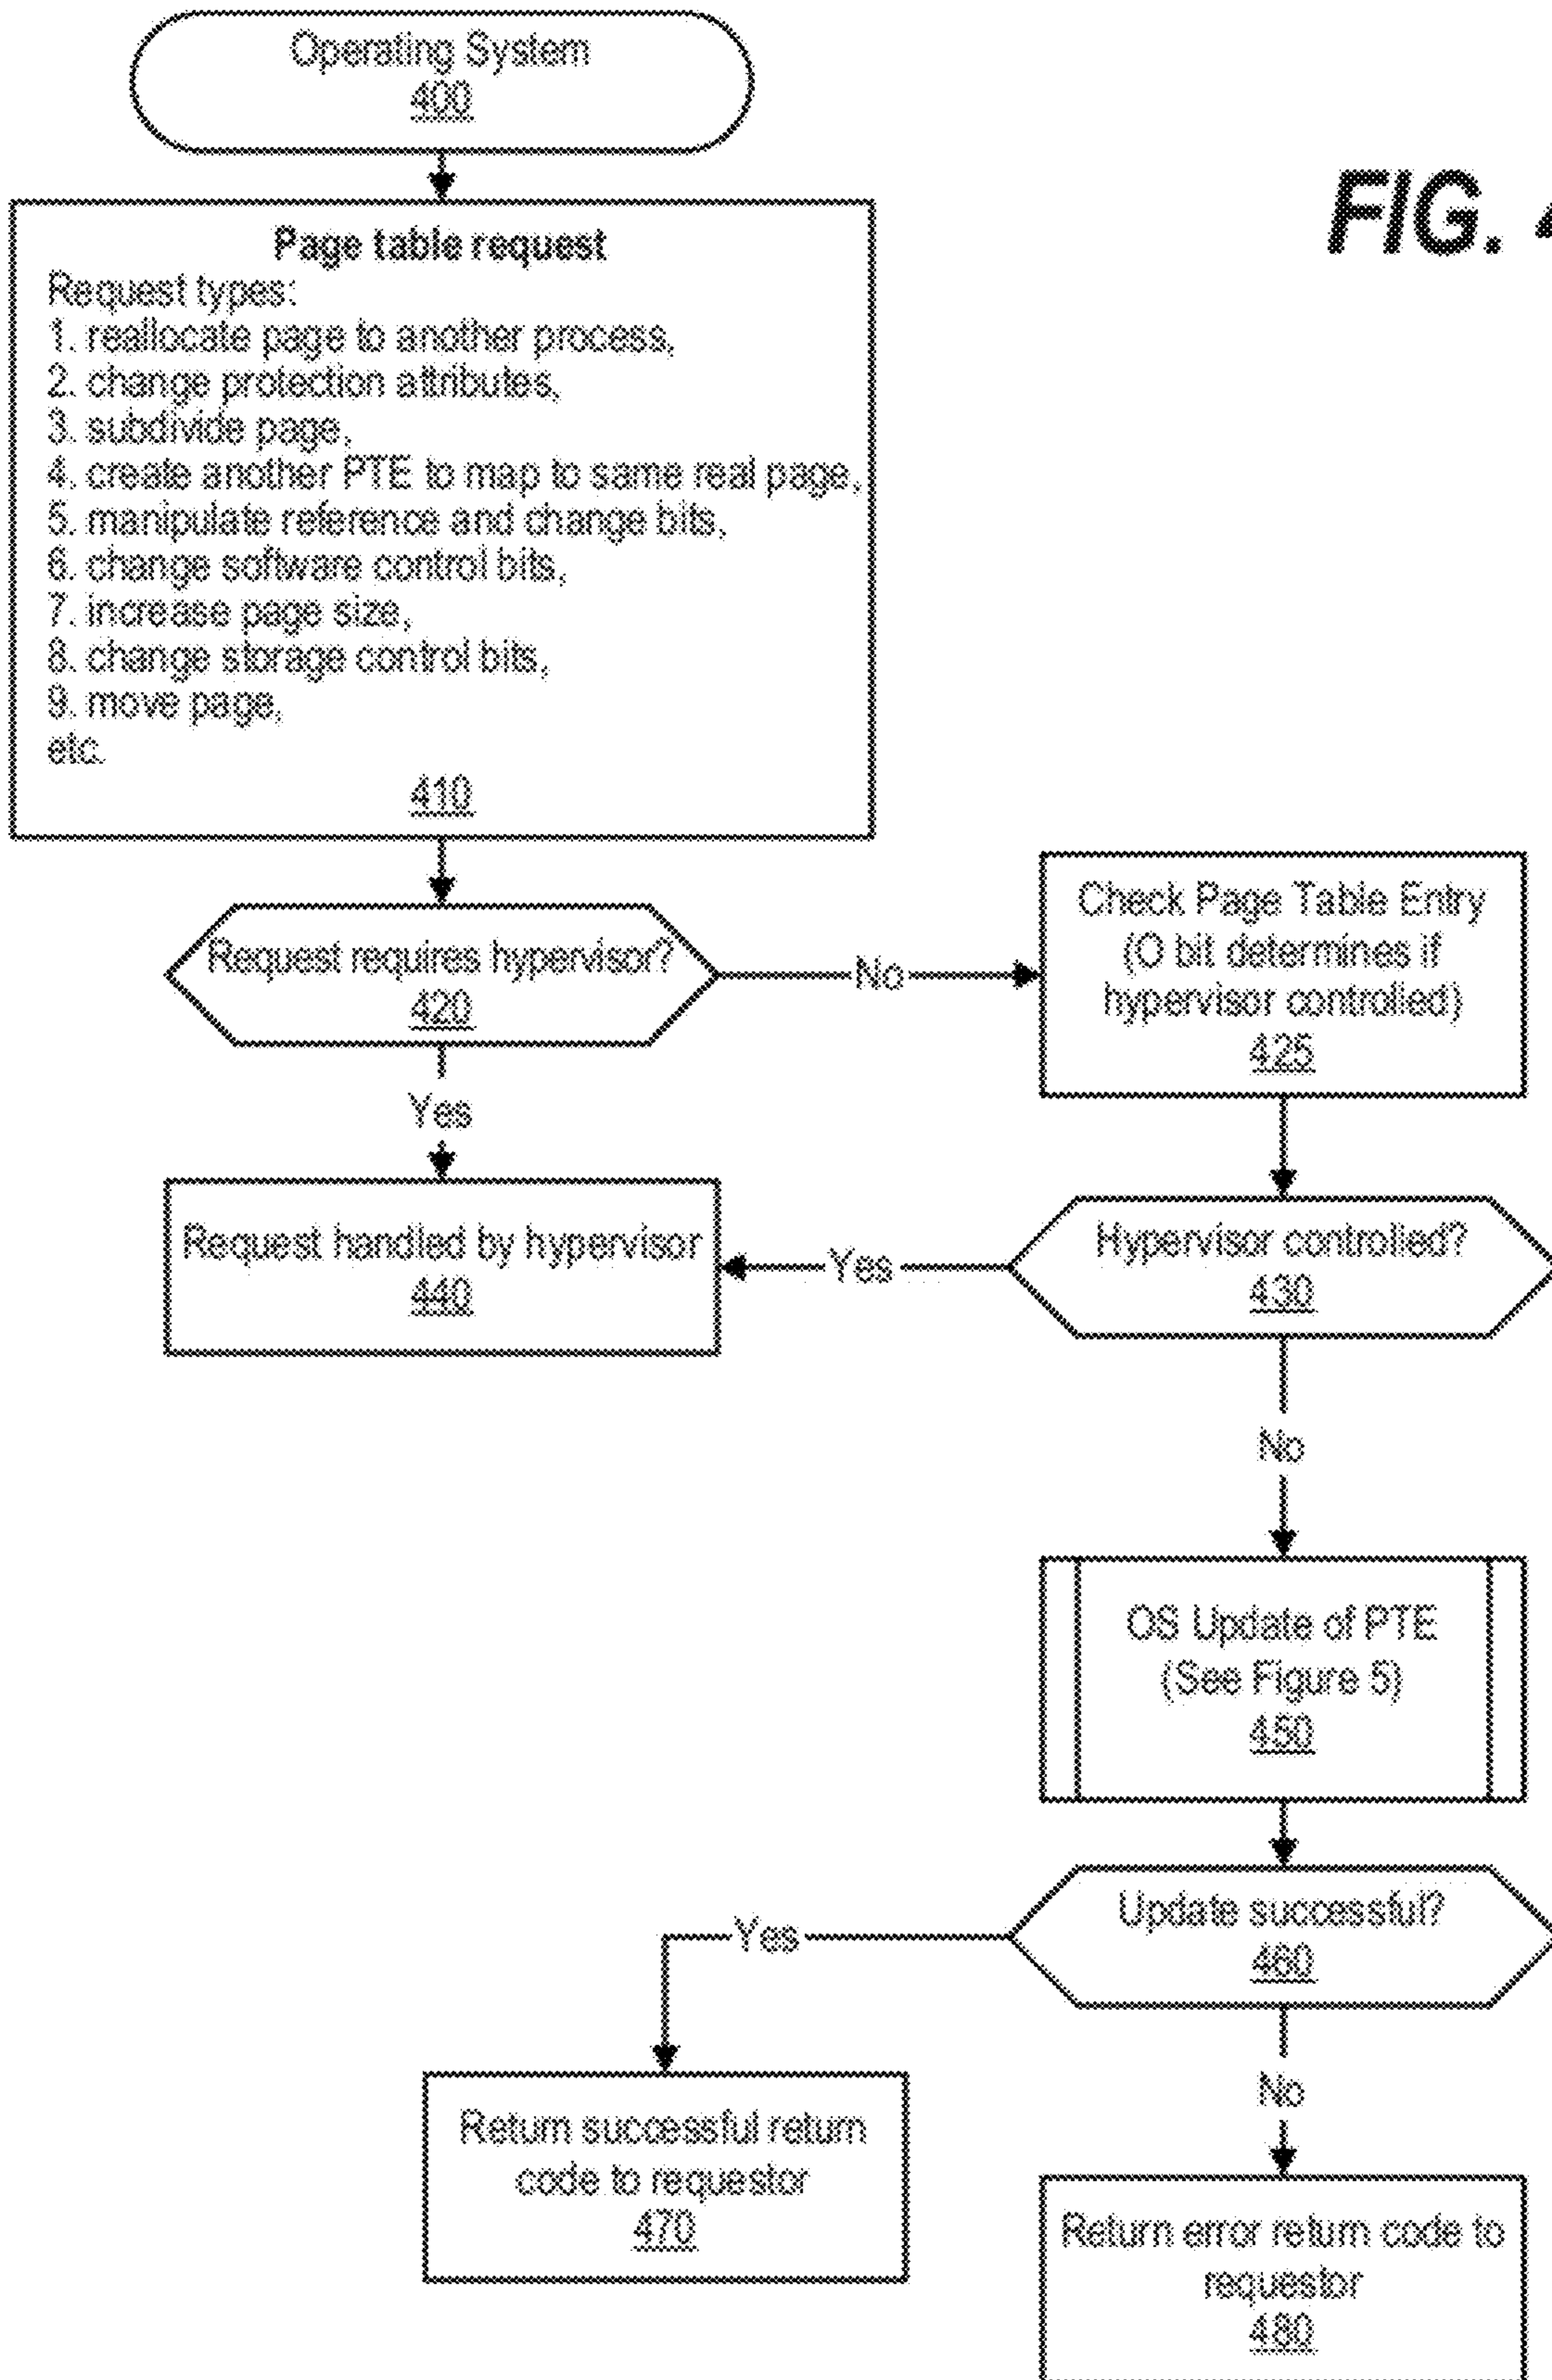 Operating System
400
FIG. 4
Page table request
Request types:
1. reallocate page to another process,
2. change protection attributes,
3. subdivide page,
4. create another PTE to map to same real page,
5. manipulate reference and change bits,
6. change software control bits,
7. increase page size,
8. change storage control bits,
9. move page,
etc.
410
Request requires hypervisor?
420
No
Check Page Table Entry
(O bit determines if
hypervisor controlled)
425
Yes
Request handled by hypervisor
440
Yes
Hypervisor controlled?
430
No
OS Update of PTE
(See Figure 5)
450
Update successful?
460
Yes
No
Return successful return
code to requestor
470
Return error return code to
requestor
480